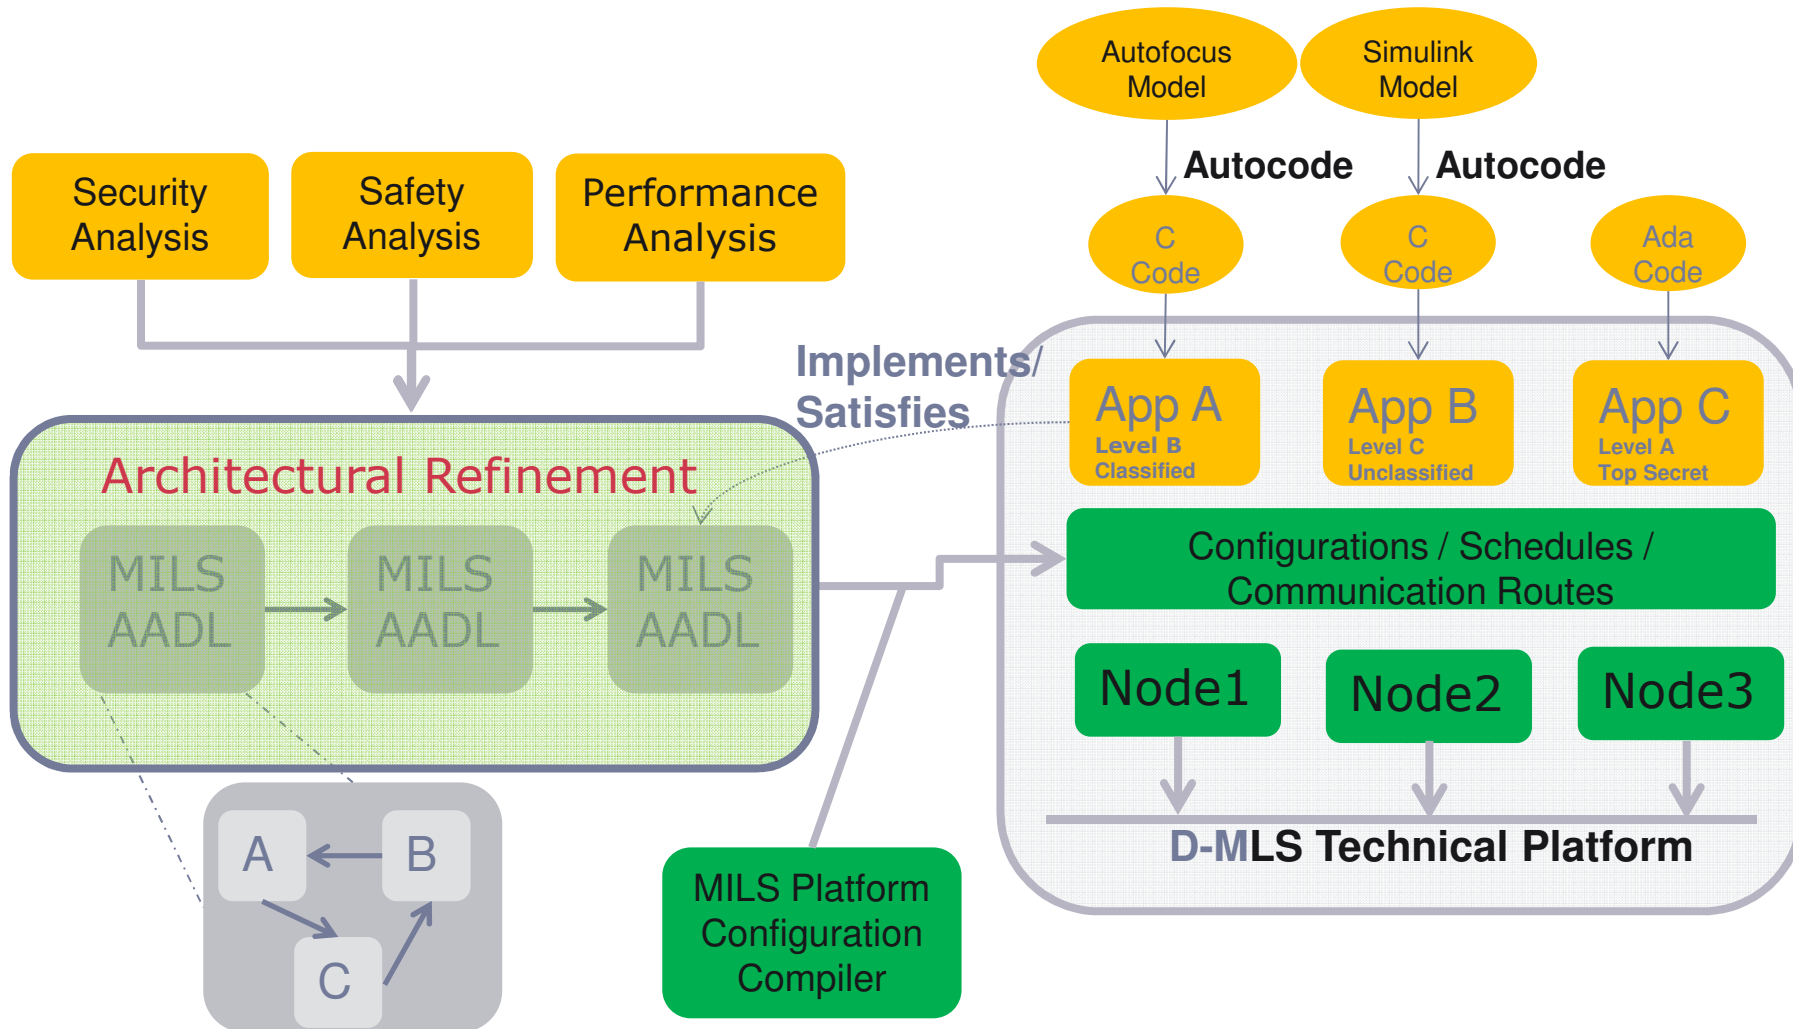 Autofocus
Model
Simulink
Model
Autocode
Autocode
Security
Analysis
Safety
Analysis
Performance
Analysis
C
Code
C
Code
Ada
Code
Implements/
Satisfies
App A
Level B
Classified
App B
Level C
Unclassified
App C
Level A
Top Secret
Architectural Refinement
MILS
AADL
MILS
AADL
MILS
AADL
Configurations / Schedules /
Communication Routes
Node1
Node2
Node3
D-MLS Technical Platform
A
B
C
MILS Platform
Configuration
Compiler